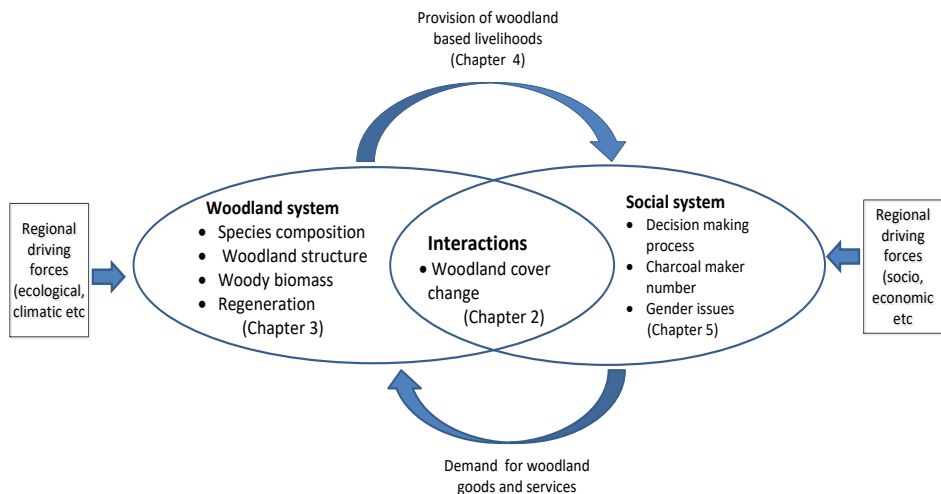 Provision of woodland
based livelihoods
(Chapter 4)
Regional
driving
forces
(ecological,
climatic etc
Woodland system
• Species composition
• Woodland structure
• Woody biomass
• Regeneration
(Chapter 3)
Interactions
• Woodland cover
change
(Chapter 2)
Social system
• Decision making
process
• Charcoal maker
number
• Gender issues
(Chapter 5)
Regional
driving
forces
(socio,
economic
etc
Demand for woodland
goods and services